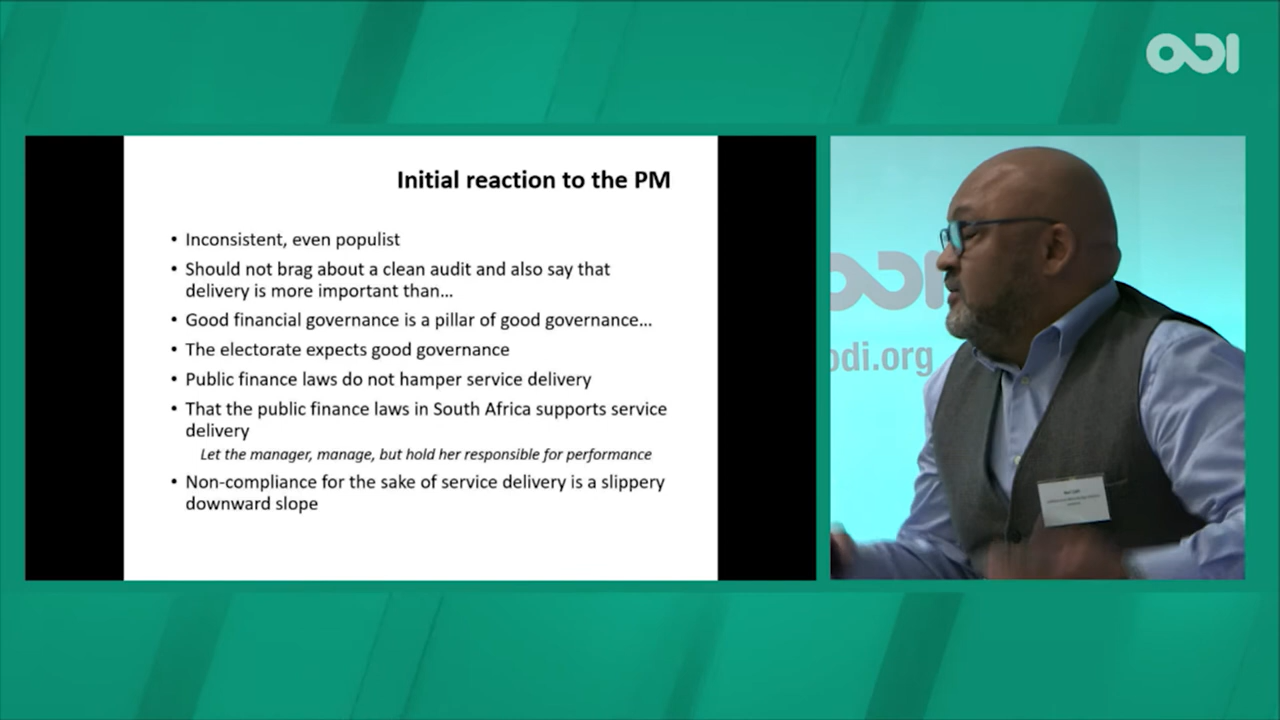 ODI
Initial reaction to the PM
• Inconsistent, even populist
• Should not brag about a clean audit and also say that
delivery is more important than…
• Good financial governance is a pillar of good governance…
• The electorate expects good governance
• Public finance laws do not hamper service delivery
• That the public finance laws in South Africa supports service
delivery
Let the manager, manage, but hold her responsible for performance
• Non-compliance for the sake of service delivery is a slippery
downward slope
odi.org